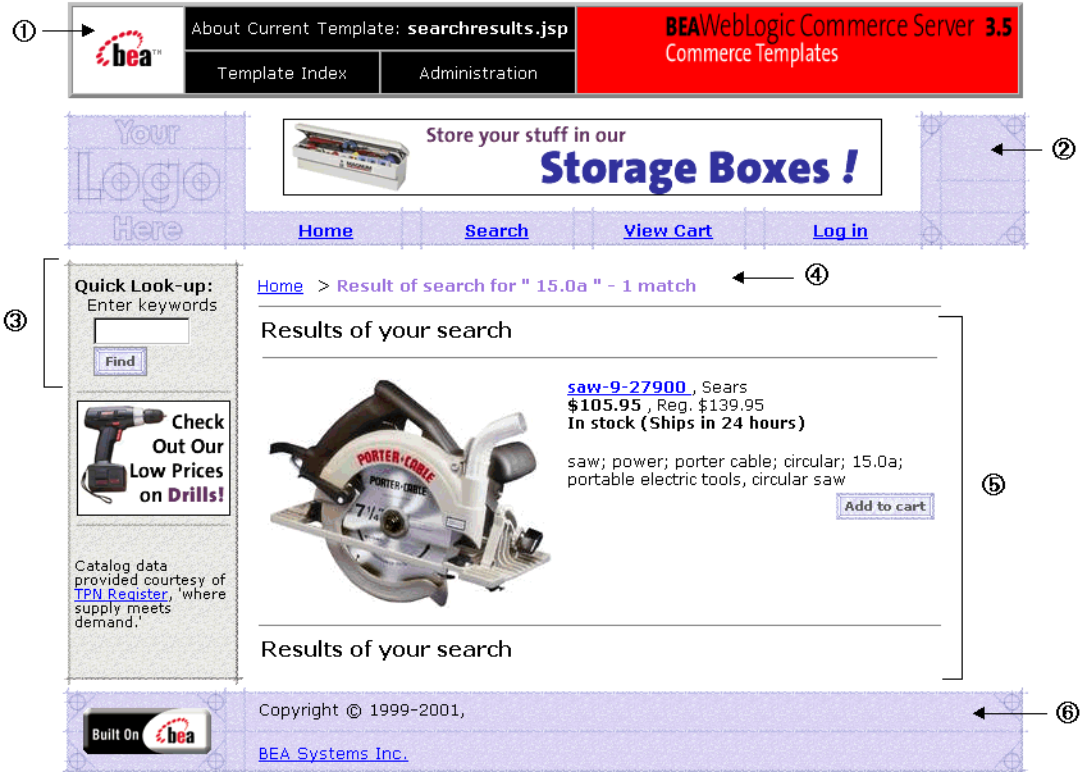 ①
bea™
About Current Template: searchresults.jsp
Template Index
Administration
BEAWebLogic Commerce Server 3.5
Commerce Templates
Your
Logo
Here
Store your stuff in our
Storage Boxes !
②
Home
Search
View Cart
Log in
③
Quick Look-up:
Enter keywords
Find
Check
Out Our
Low Prices
on Drills!
Catalog data
provided courtesy of
TPN Register, 'where
supply meets
demand.'
Home > Result of search for " 15.0a " - 1 match
④
Results of your search
PORTER+CABLE
PORTER+CABLE
7 1/4
saw-9-27900 , Sears
$105.95 , Reg. $139.95
In stock (Ships in 24 hours)
saw; power; porter cable; circular; 15.0a;
portable electric tools, circular saw
Add to cart
⑤
Results of your search
Built On bea
Copyright © 1999-2001,
BEA Systems Inc.
⑥